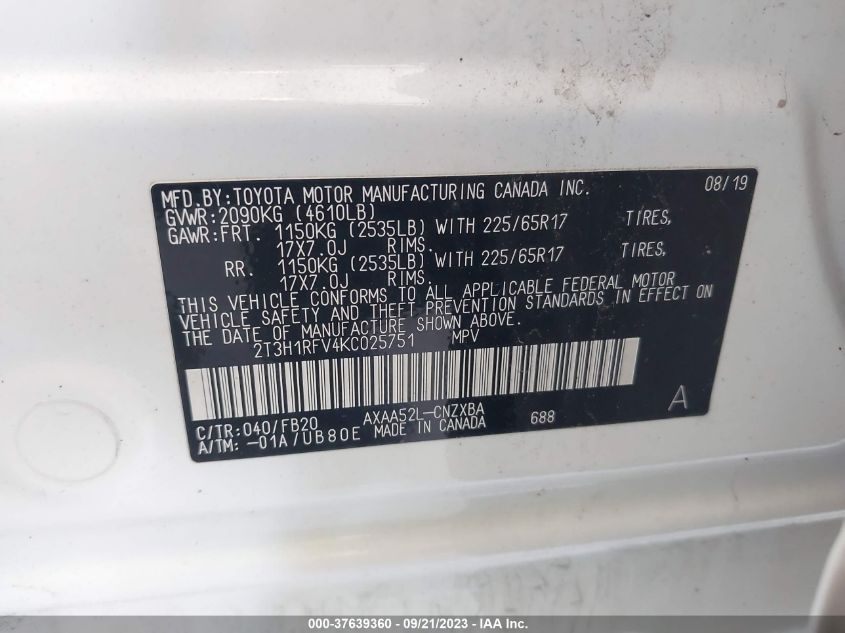 MFD. BY: TOYOTA MOTOR MANUFACTURING CANADA INC. 08/19
GVWR: 2090KG (4610LB)
GAWR: FRT. 1150KG (2535LB) WITH 225/65R17 TIRES,
17X7.0J RIMS.
RR. 1150KG (2535LB) WITH 225/65R17 TIRES,
17X7.0J RIMS.
THIS VEHICLE CONFORMS TO ALL APPLICABLE FEDERAL MOTOR
VEHICLE SAFETY AND THEFT PREVENTION STANDARDS IN EFFECT ON
THE DATE OF MANUFACTURE SHOWN ABOVE.
2T3H1RFV4KC025751 MPV
C/TR: 040/FB20 AXAA52L-CNZXBA A
A/TM: -01A/UB80E MADE IN CANADA 688
000-37639360 - 09/21/2023 - IAA Inc.